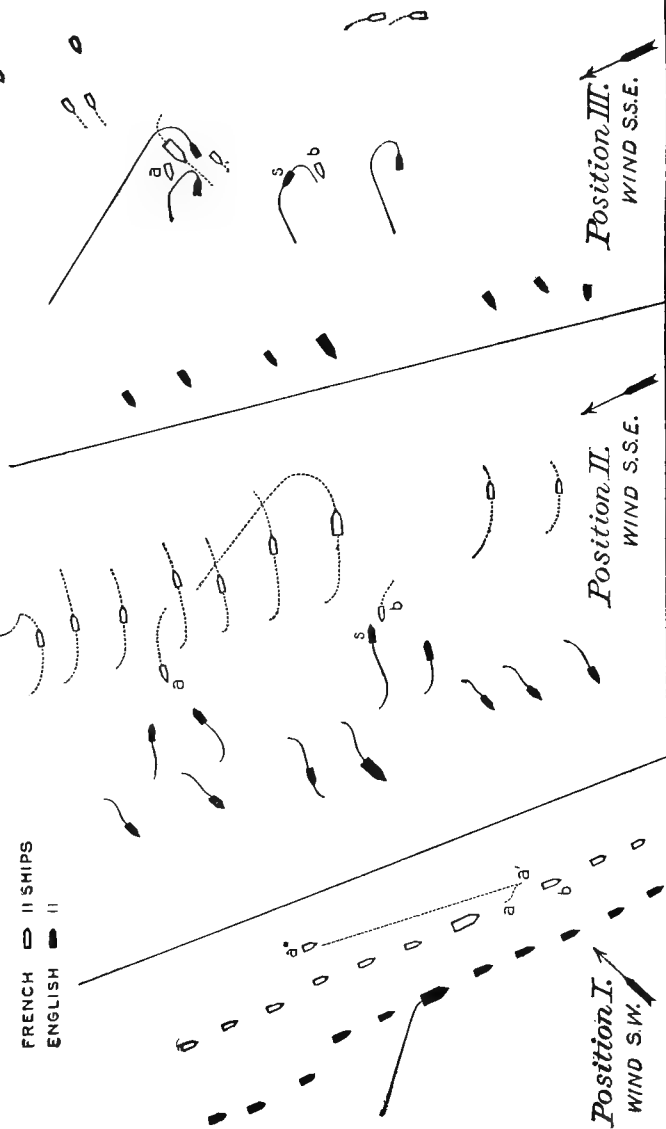 FRENCH 11 SHIPS
ENGLISH 11
a
s
b
Position III.
WIND S.S.E.
a
s
b
Position II.
WIND S.S.E.
a
a'
a
b
Position I.
WIND S.W.